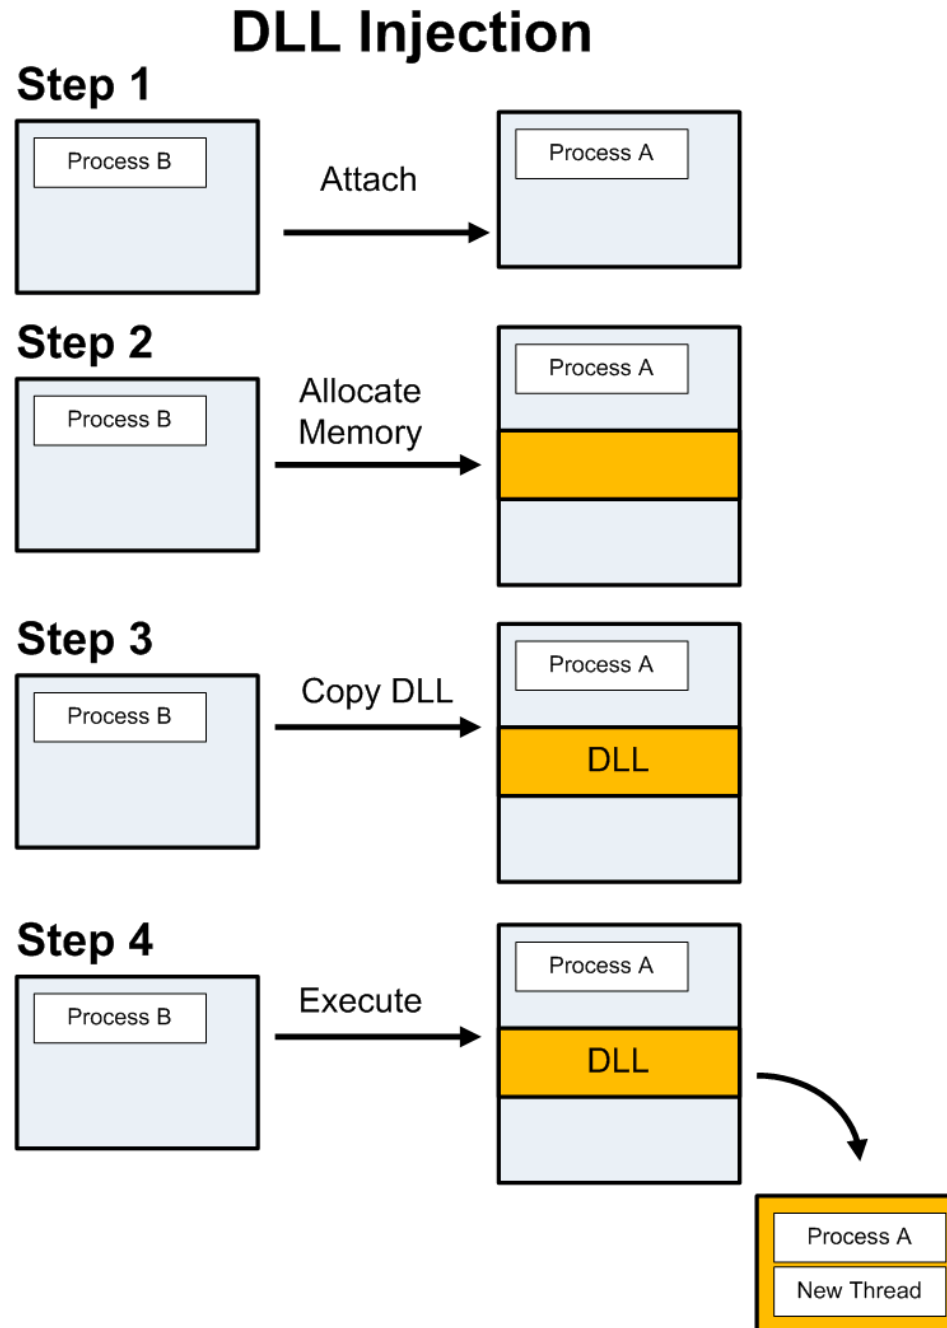 DLL Injection
Step 1
Process B
Attach
Process A
Step 2
Process B
Allocate
Memory
Process A
Step 3
Process B
Copy DLL
Process A
DLL
Step 4
Process B
Execute
Process A
DLL
Process A
New Thread